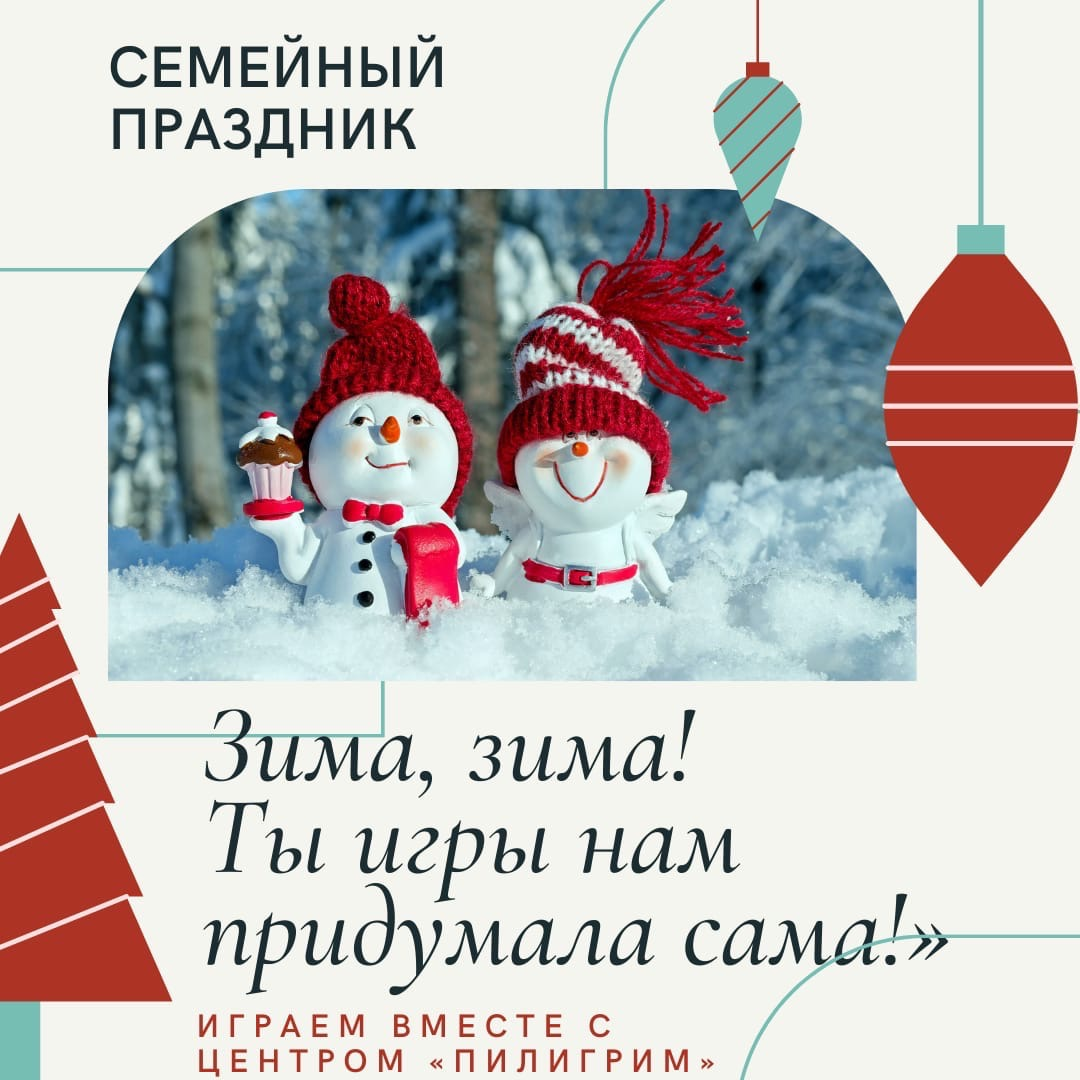 СЕМЕЙНЫЙ
ПРАЗДНИК
Зима, зима!
Ты игры нам
придумала сама!»
ИГРАЕМ ВМЕСТЕ С
ЦЕНТРОМ «ПИЛИГРИМ»